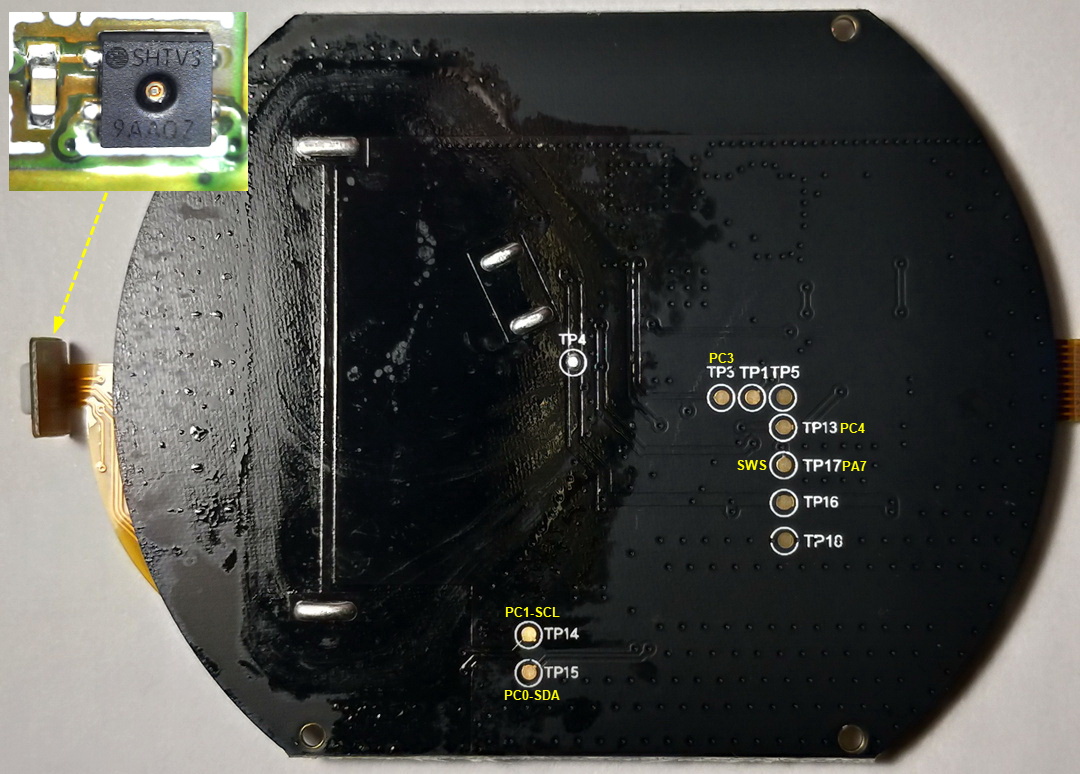 SHTV3
9AAQZ
TP4
PC3
TP3 TP1 TP5
TP13 PC4
SWS TP17 PA7
TP16
TP18
PC1-SCL
TP14
TP15
PC0-SDA